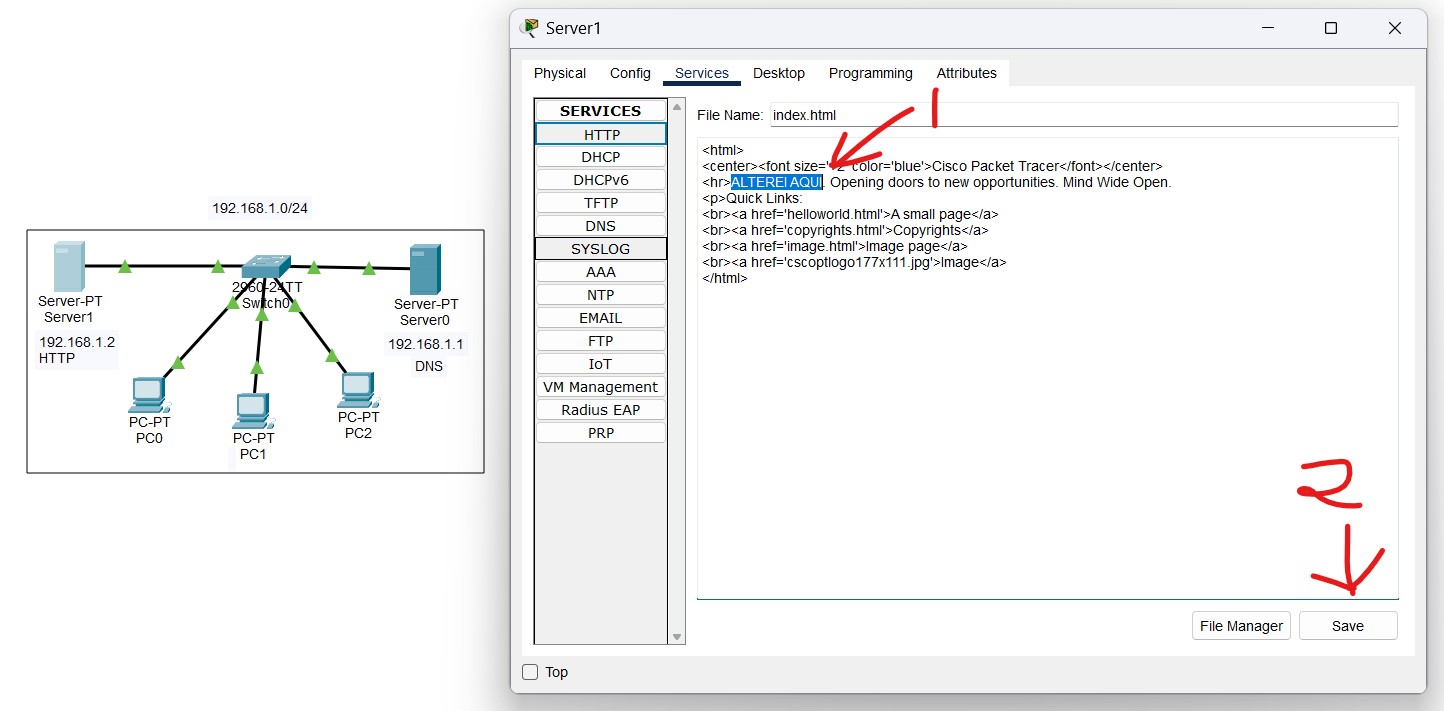 192.168.1.0/24
2960-24TT
Switch0
Server-PT
Server1
192.168.1.2
HTTP
Server-PT
Server0
192.168.1.1
DNS
PC-PT
PC0
PC-PT
PC1
PC-PT
PC2
Server1
Physical Config Services Desktop Programming Attributes
SERVICES
HTTP
DHCP
DHCPv6
TFTP
DNS
SYSLOG
AAA
NTP
EMAIL
FTP
IoT
VM Management
Radius EAP
PRP
File Name: index.html
1
<html>
<center><font size='  2' color='blue'>Cisco Packet Tracer</font></center>
<hr>ALTEREI AQUI. Opening doors to new opportunities. Mind Wide Open.
<p>Quick Links:
<br><a href='helloworld.html'>A small page</a>
<br><a href='copyrights.html'>Copyrights</a>
<br><a href='image.html'>Image page</a>
<br><a href='cscoptlogo177x111.jpg'>Image</a>
</html>
2
File Manager Save
Top